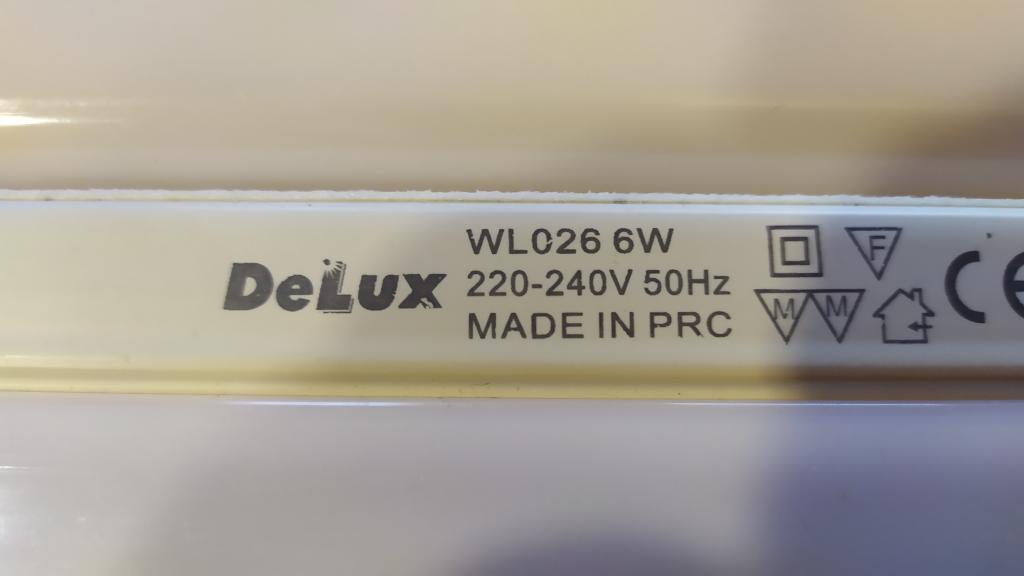 DeLux
WL026 6W
220-240V 50Hz
MADE IN PRC
F
M M
CE